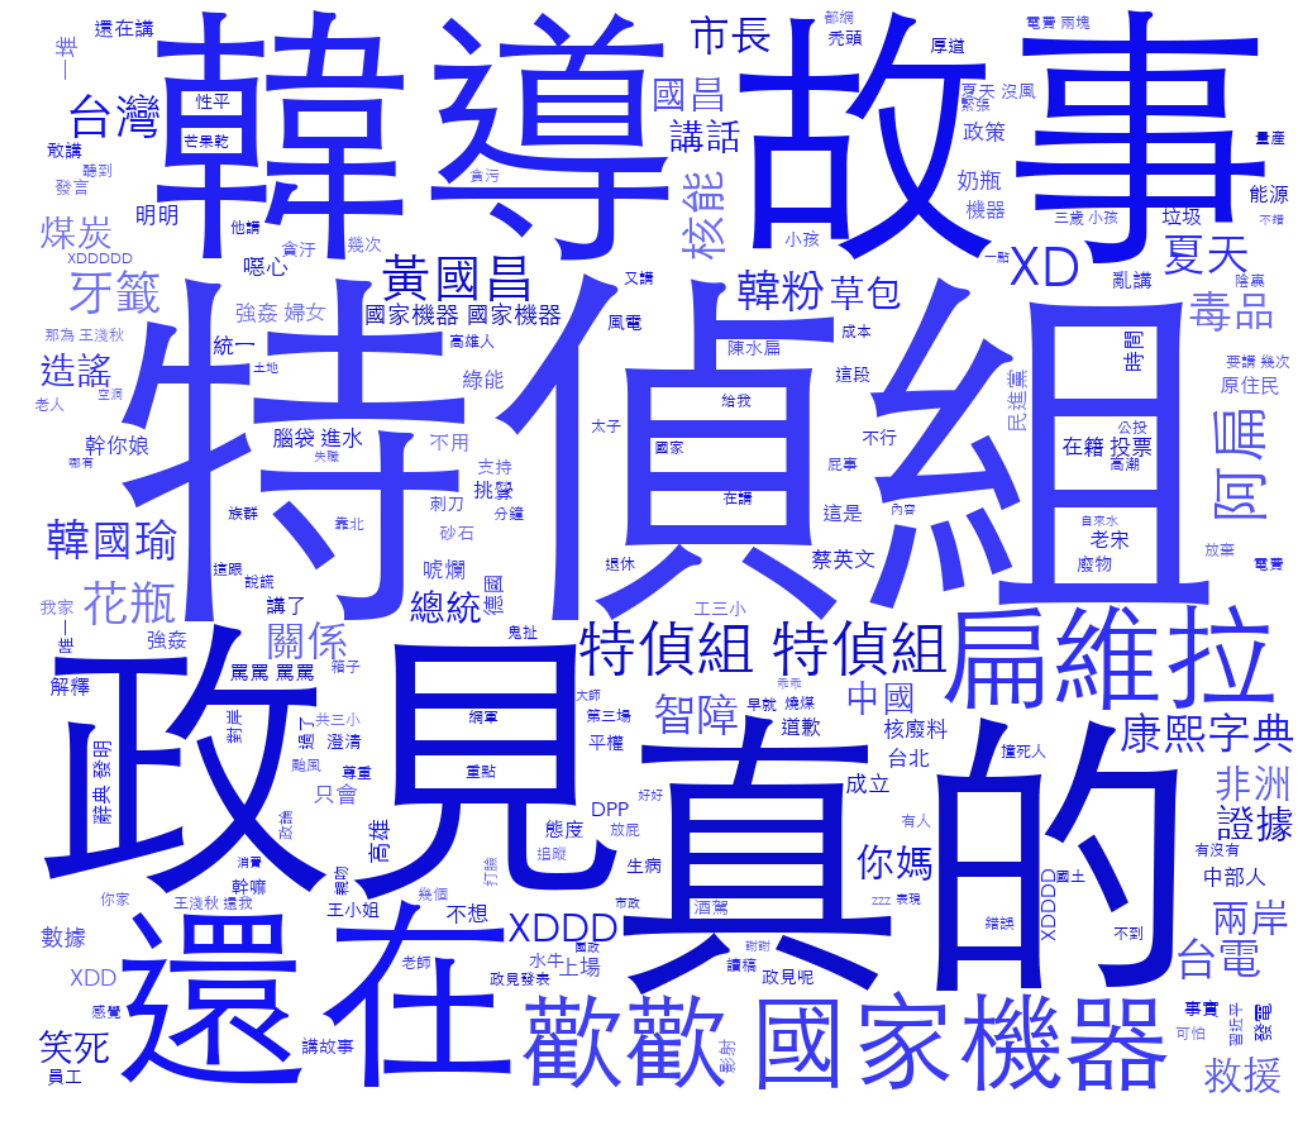 韓導
故事
特偵組
政見
真的
還在
歡歡
國家機器
扁維拉
特偵組 特偵組
還在講
台灣
性平
芒果乾
敢講
聽到
發言
明明
煤炭
XDDDDD
牙籤
那為 王淺秋
造謠
老人
空洞
土地
統一
他講
貪汙
幾次
噁心
強姦 婦女
黃國昌
國家機器 國家機器
高雄人
綠能
貪污
市長
國昌
講話
核能
都網
禿頭
厚道
小孩
韓粉
草包
又講
風電
陳水扁
成本
這段
電費 兩塊
夏天 沒風
緊張
政策
奶瓶
機器
三歲 小孩
垃圾
能源
量產
不錯
一點
XD
亂講
夏天
陰嘉
毒品
時間
要講 幾次
原住民
民進黨
阿扁
公投
在籍 投票
高潮
自來水
老宋
廢物
放棄
電費
幹你娘
哪有
腦袋 進水
失職
不用
支持
挑釁
分鐘
刺刀
砂石
族群
靠北
太子
國家
給我
在講
不行
屁事
這是
內容
蔡英文
韓國瑜
花瓶
我家
這跟
說謊
講了
唬爛
總統
德國
退休
工三小
強姦
關係
鬼扯
解釋
罵罵 罵罵
箱子
共三小
對岸
過了
澄清
颱風
尊重
只會
辭典 發明
政論
消費
幹嘛
高雄
網軍
重點
大師
第三場
平權
智障
乖乖
早就
燒煤
道歉
中國
核廢料
台北
成立
撞死人
康熙字典
非洲
證據
有沒有
中部人
兩岸
台電
DPP
態度
放屁
好好
追蹤
打臉
生病
你媽
有人
zzz 表現
國土
XDDDD
錯誤
不到
你家
王淺秋 還我
親吻
幾個
王小姐
不想
XDDD
市政
酒駕
謝謝
讀稿
政見呢
國政
水牛
上場
老師
政見發表
數據
XDD
感覺
笑死
員工
講故事
影射
事實
可怕
習近平
發電
救援